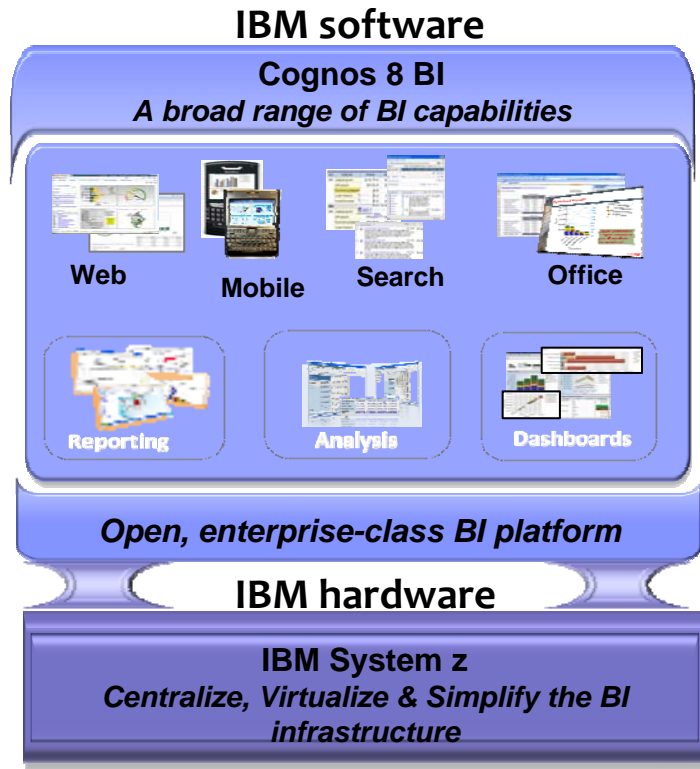 IBM software
Cognos 8 BI
A broad range of BI capabilities
Web
Mobile
Search
Office
Reporting
Analysis
Dashboards
Open, enterprise-class BI platform
IBM hardware
IBM System z
Centralize, Virtualize & Simplify the BI
infrastructure